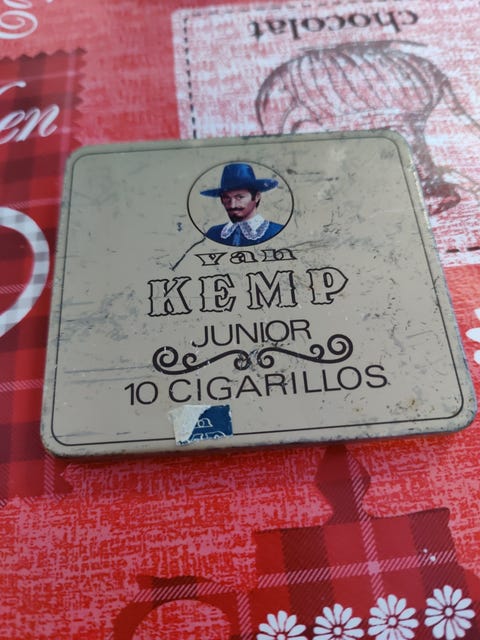 chocolat
van
KEMP
JUNIOR
10 CIGARILLOS